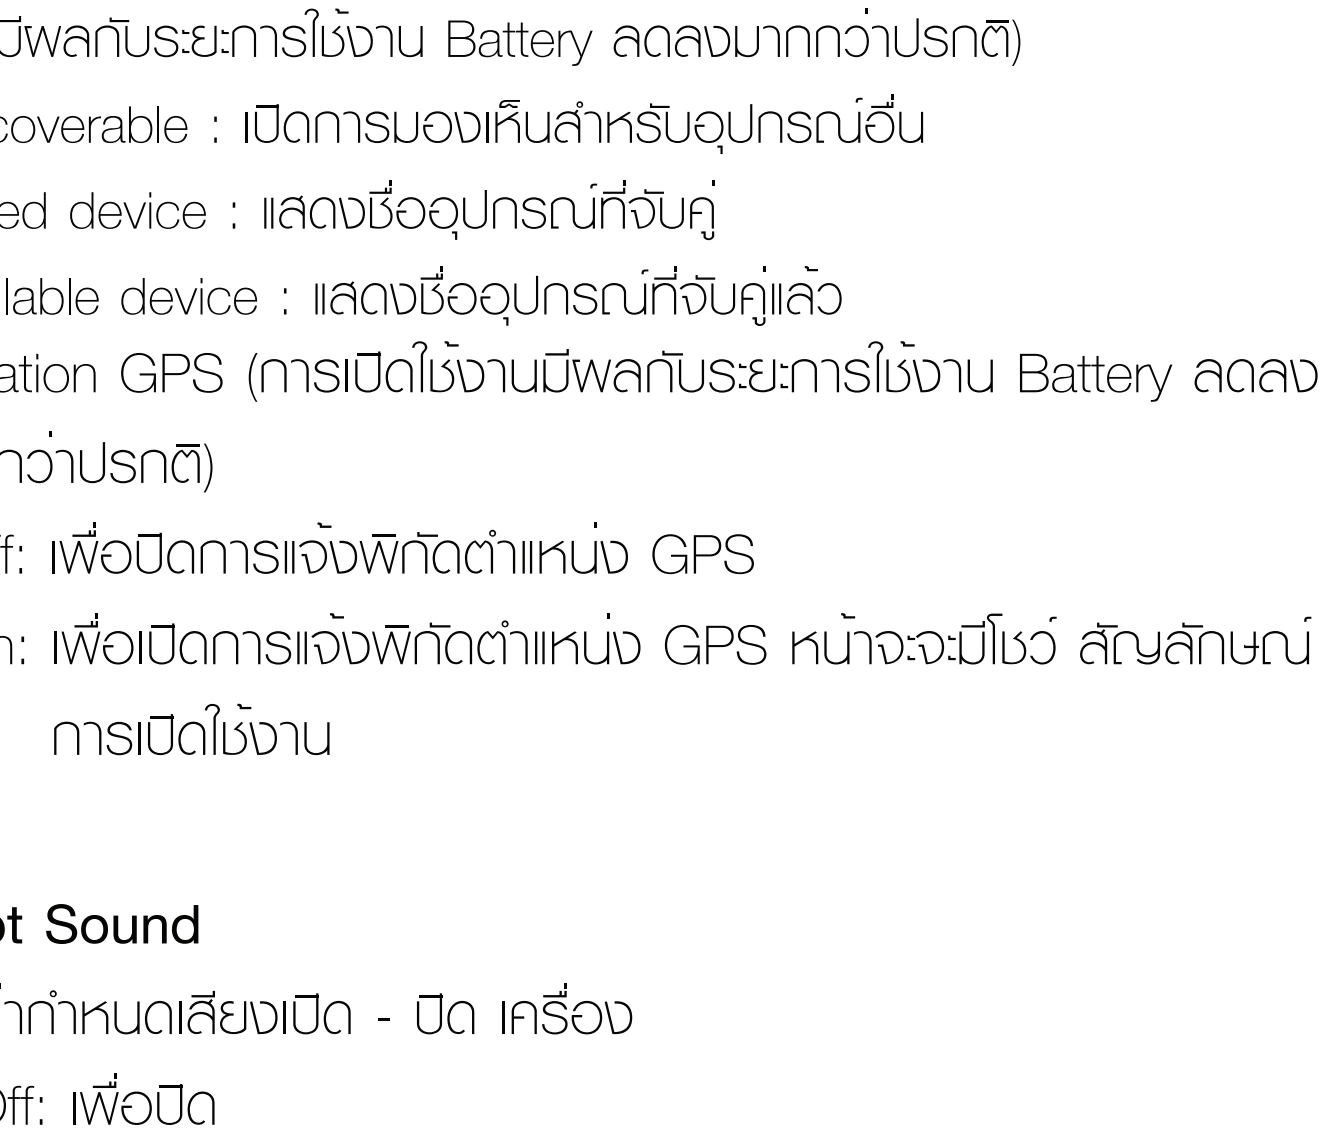 มีผลกับระยะการใช้งาน Battery ลดลงมากกว่าปรกติ)
coverable : เปิดการมองเห็นสำหรับอุปกรณ์อื่น
ed device : แสดงชื่ออุปกรณ์ที่จับคู่
lable device : แสดงชื่ออุปกรณ์ที่จับคู่แล้ว
ation GPS (การเปิดใช้งานมีผลกับระยะการใช้งาน Battery ลดลง
กว่าปรกติ)
ff: เพื่อปิดการแจ้งพิกัดตำแหน่ง GPS
n: เพื่อเปิดการแจ้งพิกัดตำแหน่ง GPS หน้าจะจะมีโชว์ สัญลักษณ์
การเปิดใช้งาน
ot Sound
่ากำหนดเสียงเปิด - ปิด เครื่อง
Off: เพื่อปิด